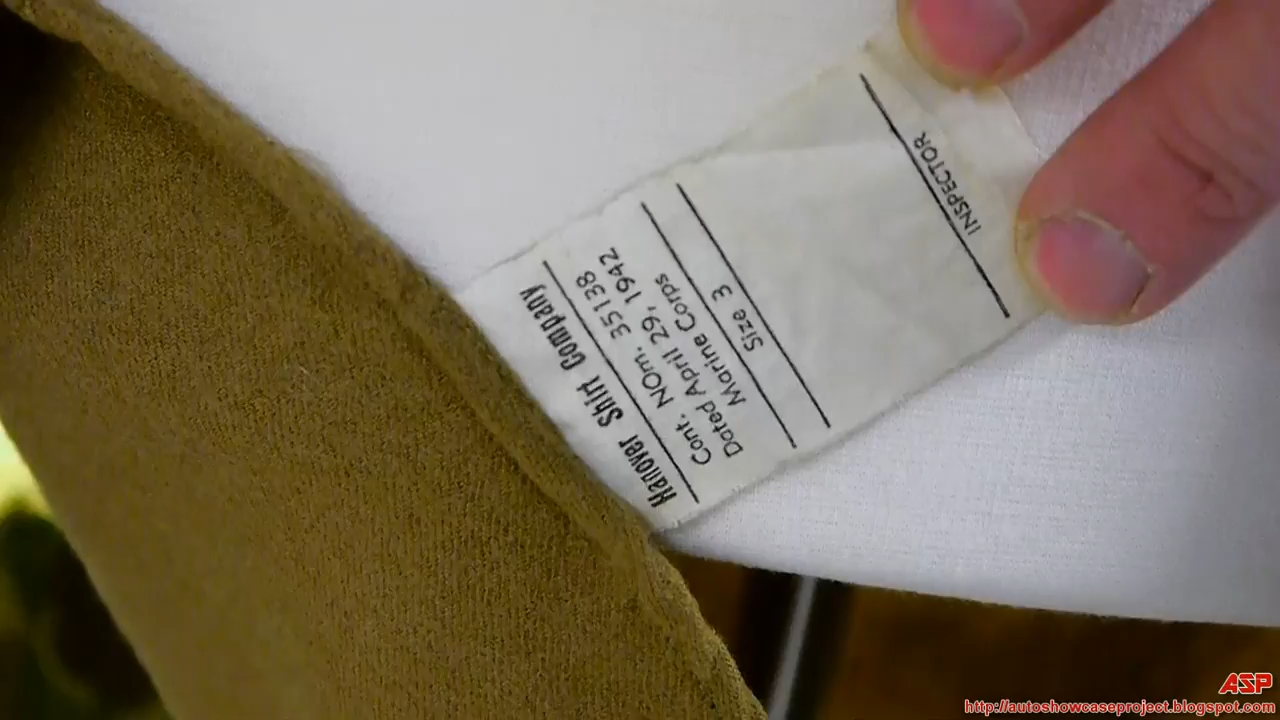 Hanover Shirt Company
Cont. NOm. 35138
Dated April 29, 1942
Marine Corps
Size 3
INSPECTOR
ASP
http://autoshowcaseproject.blogspot.com